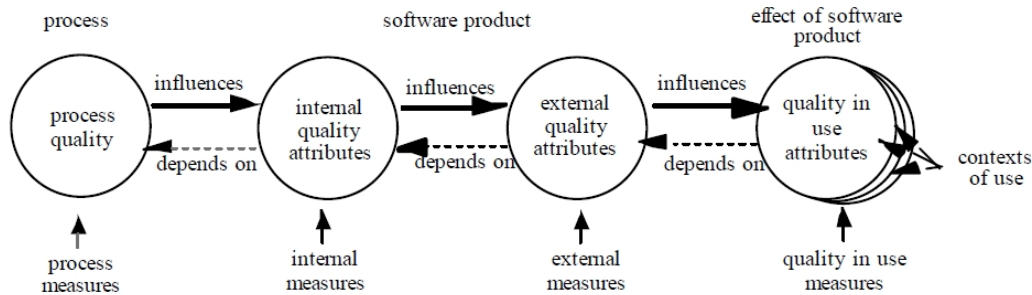 process
software product
effect of software
product
process
quality
influences
depends on
internal
quality
attributes
influences
depends on
external
quality
attributes
influences
depends on
quality in
use
attributes
contexts
of use
process
measures
internal
measures
external
measures
quality in use
measures